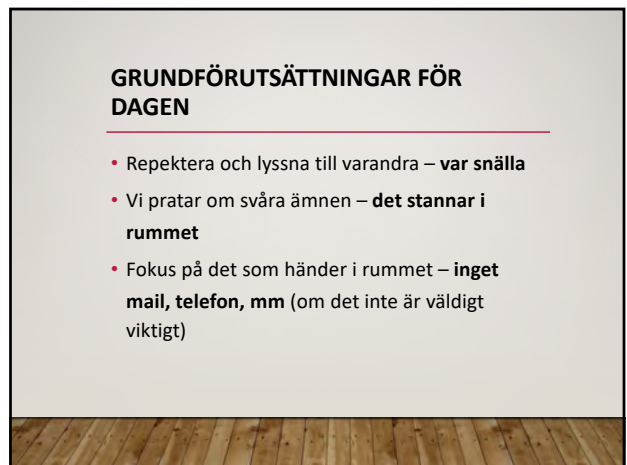 GRUNDFÖRUTSÄTTNINGAR FÖR
DAGEN
• Repektera och lyssna till varandra – var snälla
• Vi pratar om svåra ämnen – det stannar i
rummet
• Fokus på det som händer i rummet – inget
mail, telefon, mm (om det inte är väldigt
viktigt)